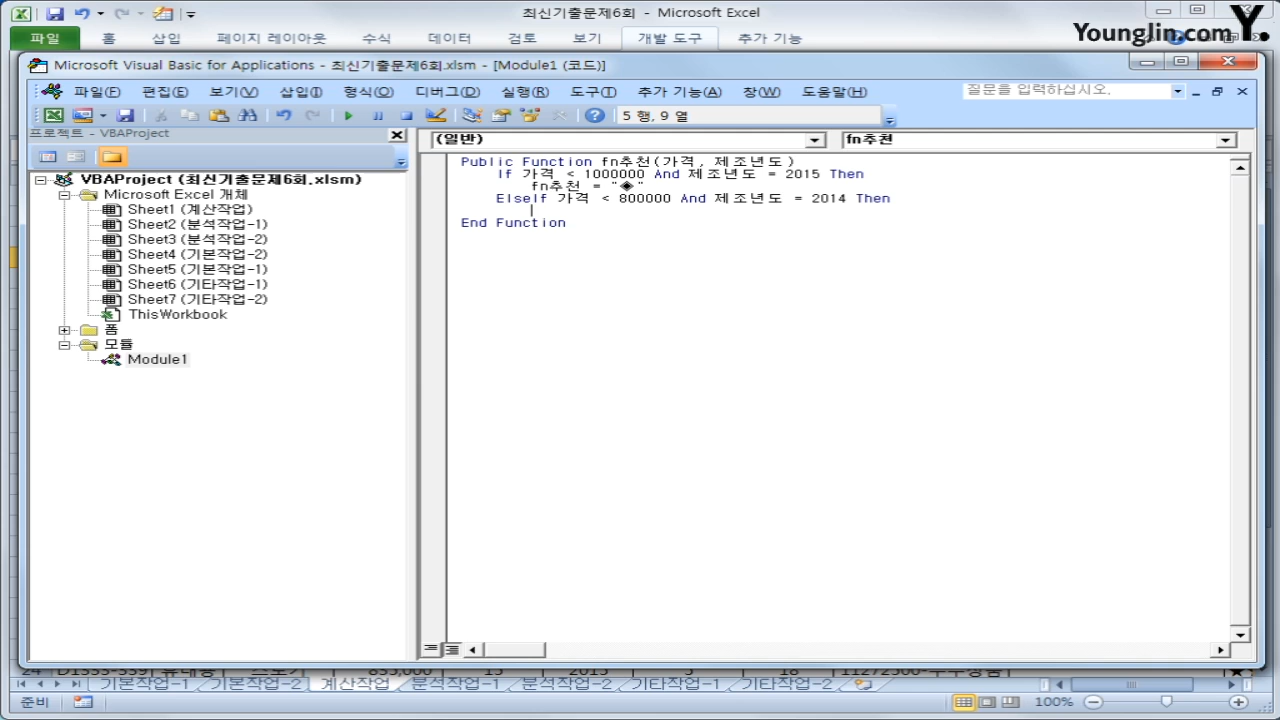 최신기출문제6회 - Microsoft Excel
파일 홈 삽입 페이지 레이아웃 수식 데이터 검토 보기 개발 도구 추가 기능
Younglin.com Y.
Microsoft Visual Basic for Applications - 최신기출문제6회.xlsm - [Module1 (코드)]
파일(F) 편집(E) 보기(V) 삽입(I) 형식(O) 디버그(D) 실행(R) 도구(T) 추가 기능(A) 창(W) 도움말(H) 질문을 입력하십시오.
5 행, 9 열
프로젝트 - VBAProject
(일반) fn추천
VBAProject (최신기출문제6회.xlsm)
Microsoft Excel 개체
Sheet1 (계산작업)
Sheet2 (분석작업-1)
Sheet3 (분석작업-2)
Sheet4 (기본작업-2)
Sheet5 (기본작업-1)
Sheet6 (기타작업-1)
Sheet7 (기타작업-2)
ThisWorkbook
폼
모듈
Module1
Public Function fn추천(가격, 제조년도)
If 가격 < 1000000 And 제조년도 = 2015 Then
fn추천 = "◈"
ElseIf 가격 < 800000 And 제조년도 = 2014 Then
End Function
기본작업-1 기본작업-2 계산작업 분석작업-1 분석작업-2 기타작업-1 기타작업-2
준비 100%